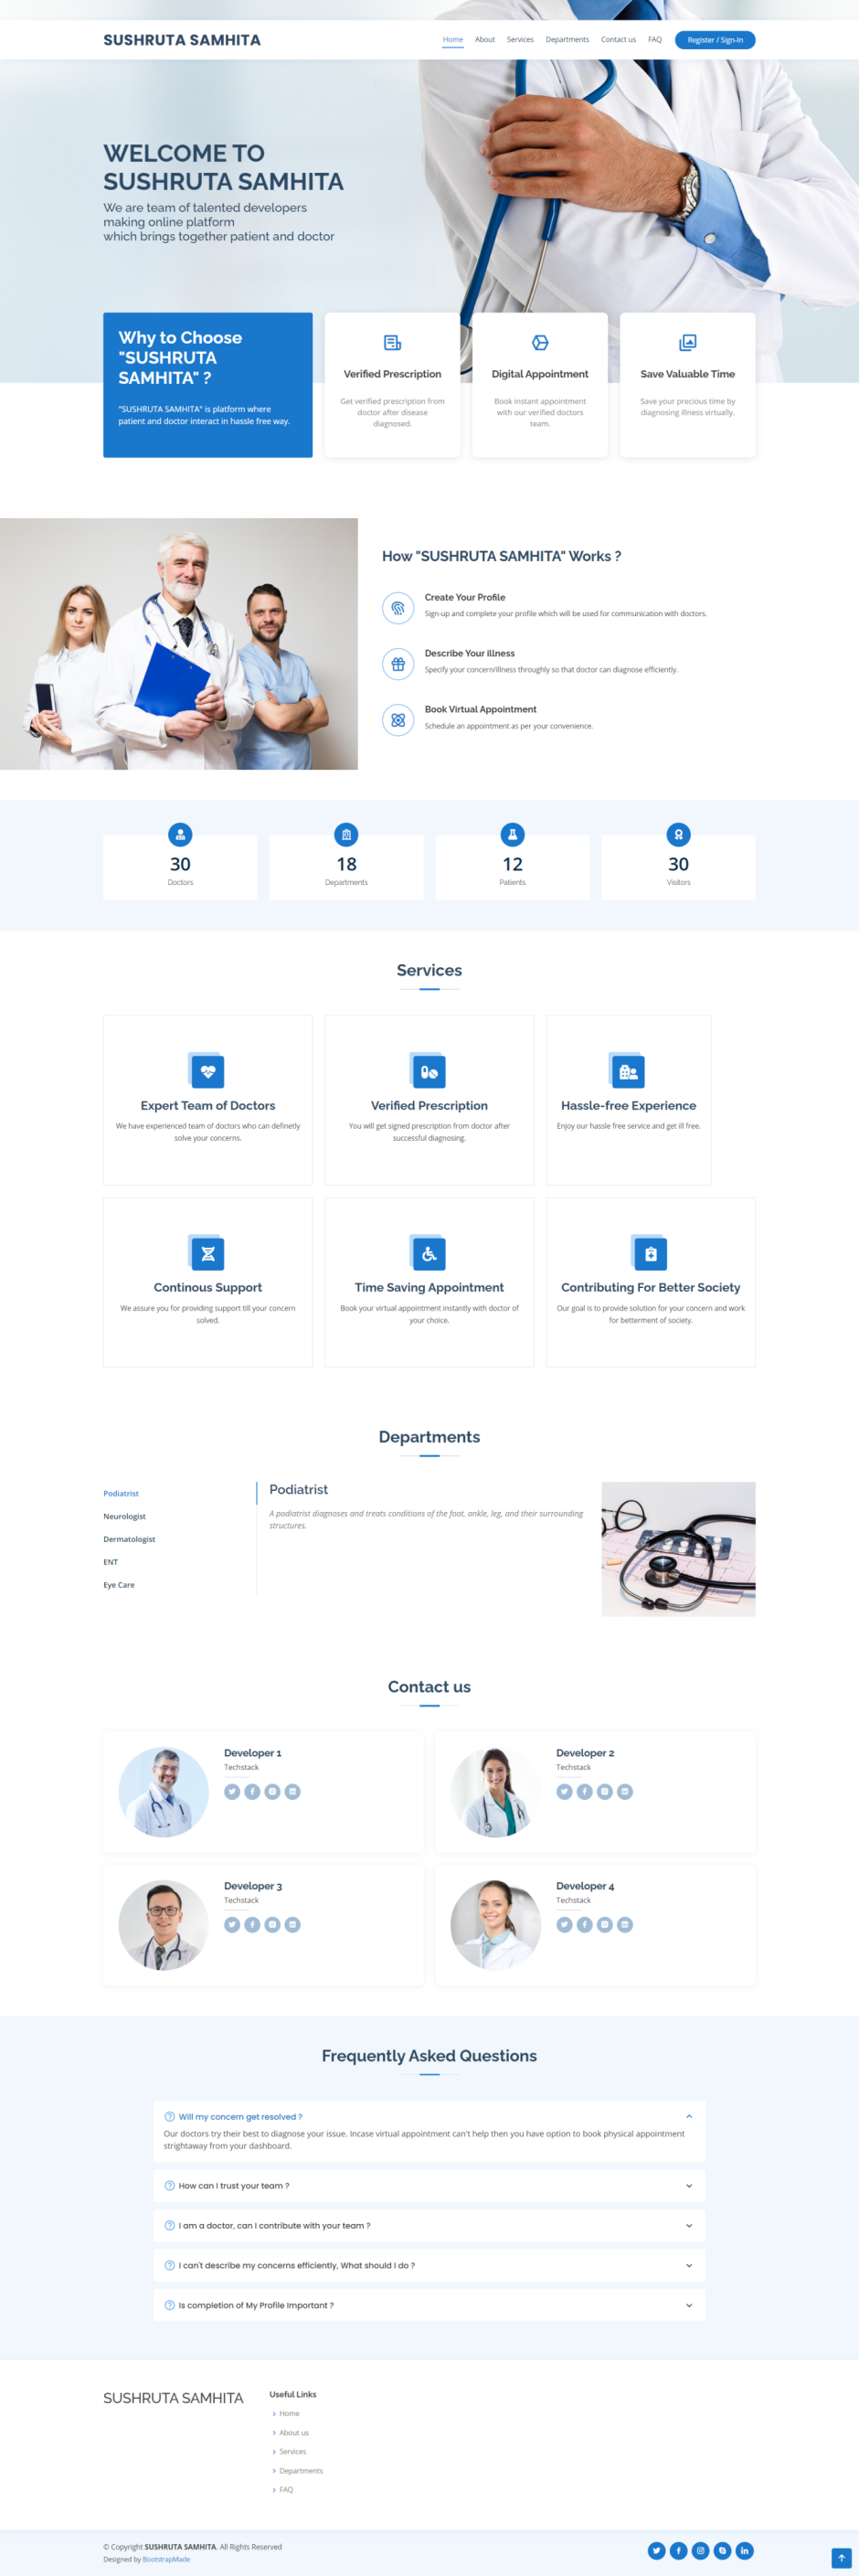 SUSHRUTA SAMHITA
Home About Services Departments Contact us FAQ Register / Sign-In
WELCOME TO
SUSHRUTA SAMHITA
We are team of talented developers
making online platform
which brings together patient and doctor
Why to Choose
"SUSHRUTA
SAMHITA" ?
"SUSHRUTA SAMHITA" is platform where
patient and doctor interact in hassle free way.
Verified Prescription
Get verified prescription from
doctor after disease
diagnosed.
Digital Appointment
Book instant appointment
with our verified doctors
team.
Save Valuable Time
Save your precious time by
diagnosing illness virtually.
How "SUSHRUTA SAMHITA" Works ?
Create Your Profile
Sign-up and complete your profile which will be used for communication with doctors.
Describe Your illness
Specify your concern/illness throughly so that doctor can diagnose efficiently.
Book Virtual Appointment
Schedule an appointment as per your convenience.
30
Doctors
18
Departments
12
Patients
30
Visitors
Services
Expert Team of Doctors
We have experienced team of doctors who can definetly
solve your concerns.
Verified Prescription
You will get signed prescription from doctor after
successful diagnosing.
Hassle-free Experience
Enjoy our hassle free service and get ill free.
Continous Support
We assure you for providing support till your concern
solved.
Time Saving Appointment
Book your virtual appointment instantly with doctor of
your choice.
Contributing For Better Society
Our goal is to provide solution for your concern and work
for betterment of society.
Departments
Podiatrist
Neurologist
Dermatologist
ENT
Eye Care
Podiatrist
A podiatrist diagnoses and treats conditions of the foot, ankle, leg, and their surrounding
structures.
Contact us
Developer 1
Techstack
Developer 2
Techstack
Developer 3
Techstack
Developer 4
Techstack
Frequently Asked Questions
Will my concern get resolved ?
Our doctors try their best to diagnose your issue. Incase virtual appointment can't help then you have option to book physical appointment
strightaway from your dashboard.
How can I trust your team ?
I am a doctor, can I contribute with your team ?
I can't describe my concerns efficiently, What should I do ?
Is completion of My Profile Important ?
SUSHRUTA SAMHITA
Useful Links
Home
About us
Services
Departments
FAQ
© Copyright SUSHRUTA SAMHITA. All Rights Reserved
Designed by BootstrapMade